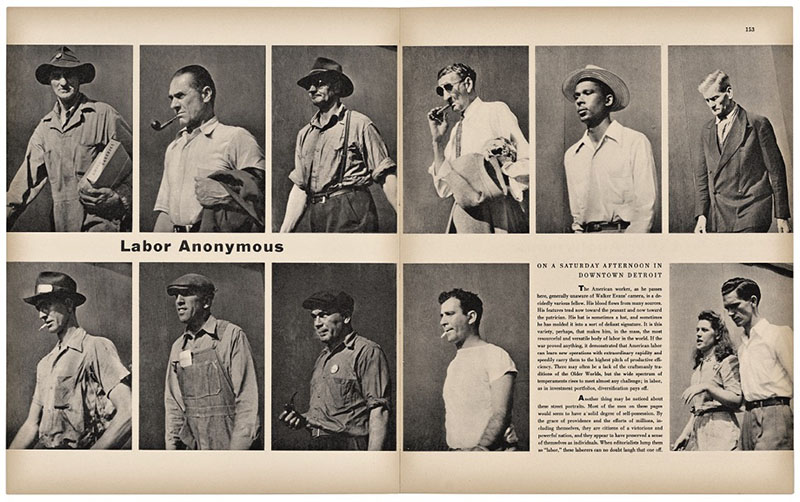 153
Labor Anonymous
ON A SATURDAY AFTERNOON IN
DOWNTOWN DETROIT
The American worker, as he passes
here, generally unaware of Walker Evans' camera, is a de-
cidedly various fellow. His blood flows from many sources.
His features tend now toward the peasant and now toward
the patrician. His hat is sometimes a hat, and sometimes
he has molded it into a sort of defiant signature. It is this
variety, perhaps, that makes him, in the mass, the most
resourceful and versatile body of labor in the world. If the
war proved anything, it demonstrated that American labor
can learn new operations with extraordinary rapidity and
speedily carry them to the highest pitch of productive effi-
ciency. There may often be a lack of the craftsmanly tra-
ditions of the Older Worlds, but the wide spectrum of
temperaments rises to meet almost any challenge; in labor,
as in investment portfolios, diversification pays off.
Another thing may be noticed about
these street portraits. Most of the men on these pages
would seem to have a solid degree of self-possession. By
the grace of providence and the efforts of millions, in-
cluding themselves, they are citizens of a victorious and
powerful nation, and they appear to have preserved a sense
of themselves as individuals. When editorialists lump them
as "labor," these laborers can no doubt laugh that one off.